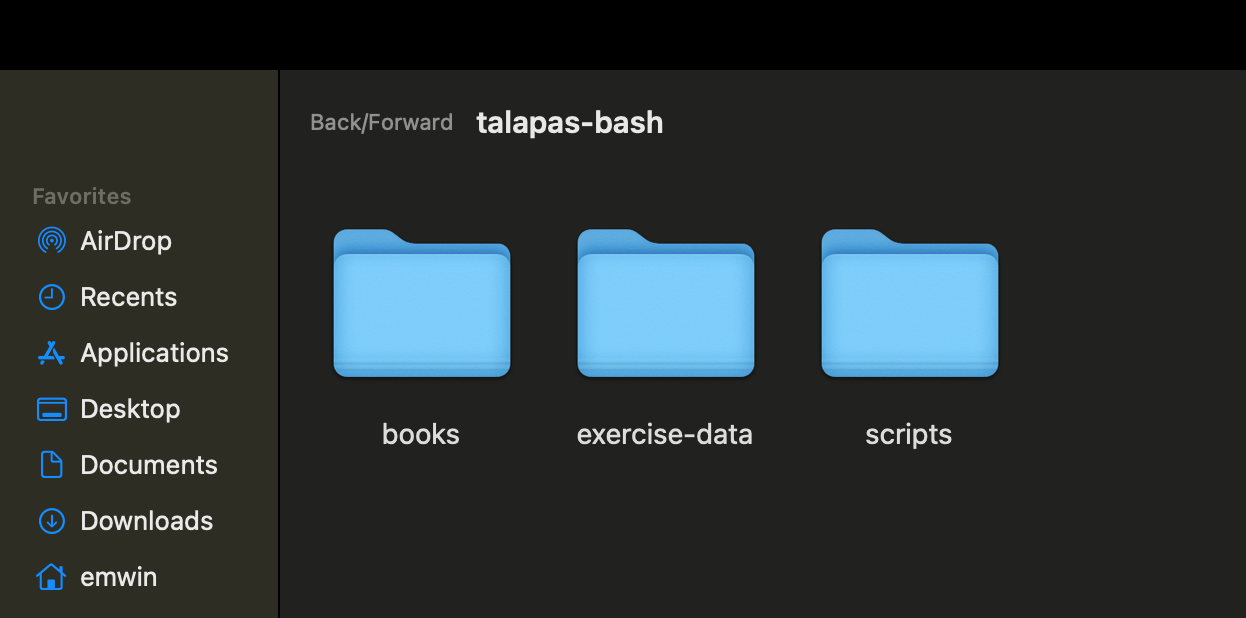 Back/Forward talapas-bash
Favorites
AirDrop
Recents
Applications
Desktop
Documents
Downloads
emwin
books exercise-data scripts